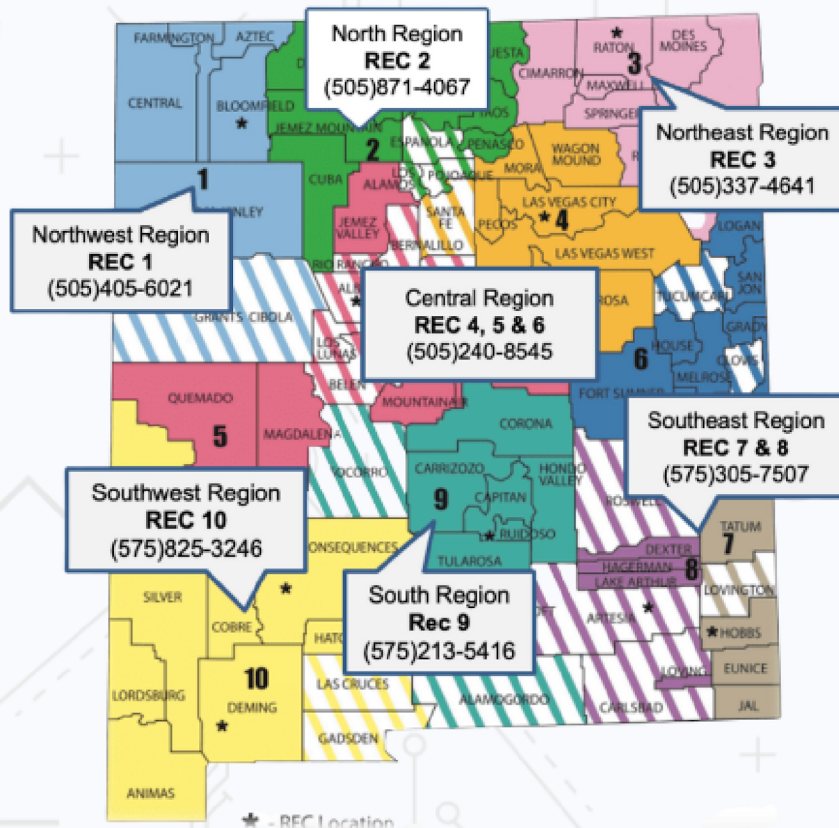 FARMINGTON
AZTEC
CENTRAL
BLOOMFIELD
1
North Region
REC 2
(505)871-4067
JEMEZ MOUNTAIN
2
CUBA
ESPANOLA
PENASCO
TAOS
LOS
ALAMOS
POJOAQUE
JEMEZ
VALLEY
SANTA
FE
BERNALILLO
RIO RANCHO
CIMARRON
RATON
3
DES
MOINES
MAXWELL
Northeast Region
REC 3
(505)337-4641
MORA
WAGON
MOUND
PECOS
LAS VEGAS CITY
4
LAS VEGAS WEST
LOGAN
SAN
JON
TUCUMCARI
GRADY
HOUSE
CLOVIS
6
MELROSE
FORT SUMNER
Northwest Region
REC 1
(505)405-6021
Central Region
REC 4, 5 & 6
(505)240-8545
GRANTS CIBOLA
LOS
LUNAS
BELEN
MOUNTAINAIR
QUEMADO
5
MAGDALENA
SOCORRO
CORONA
CARRIZOZO
HONDO
VALLEY
9
CAPITAN
RUIDOSO
TULAROSA
Southeast Region
REC 7 & 8
(575)305-7507
ROSWELL
TATUM
7
DEXTER
HAGERMAN
8
LAKE ARTHUR
LOVINGTON
ARTESIA
HOBBS
LOVING
EUNICE
CARLSBAD
JAL
Southwest Region
REC 10
(575)825-3246
South Region
Rec 9
(575)213-5416
SILVER
COBRE
LORDSBURG
10
DEMING
LAS CRUCES
GADSDEN
ALAMOGORDO
ANIMAS
★ - REC Location